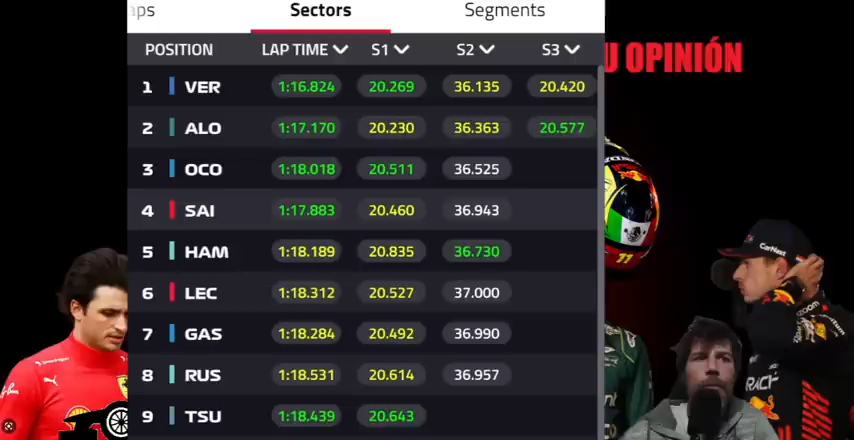 aps Sectors Segments
POSITION LAP TIME S1 S2 S3
1 VER 1:16.824 20.269 36.135 20.420
2 ALO 1:17.170 20.230 36.363 20.577
3 OCO 1:18.018 20.511 36.525
4 SAI 1:17.883 20.460 36.943
5 HAM 1:18.189 20.835 36.730
6 LEC 1:18.312 20.527 37.000
7 GAS 1:18.284 20.492 36.990
8 RUS 1:18.531 20.614 36.957
9 TSU 1:18.439 20.643
U OPINIÓN
11
CarNext